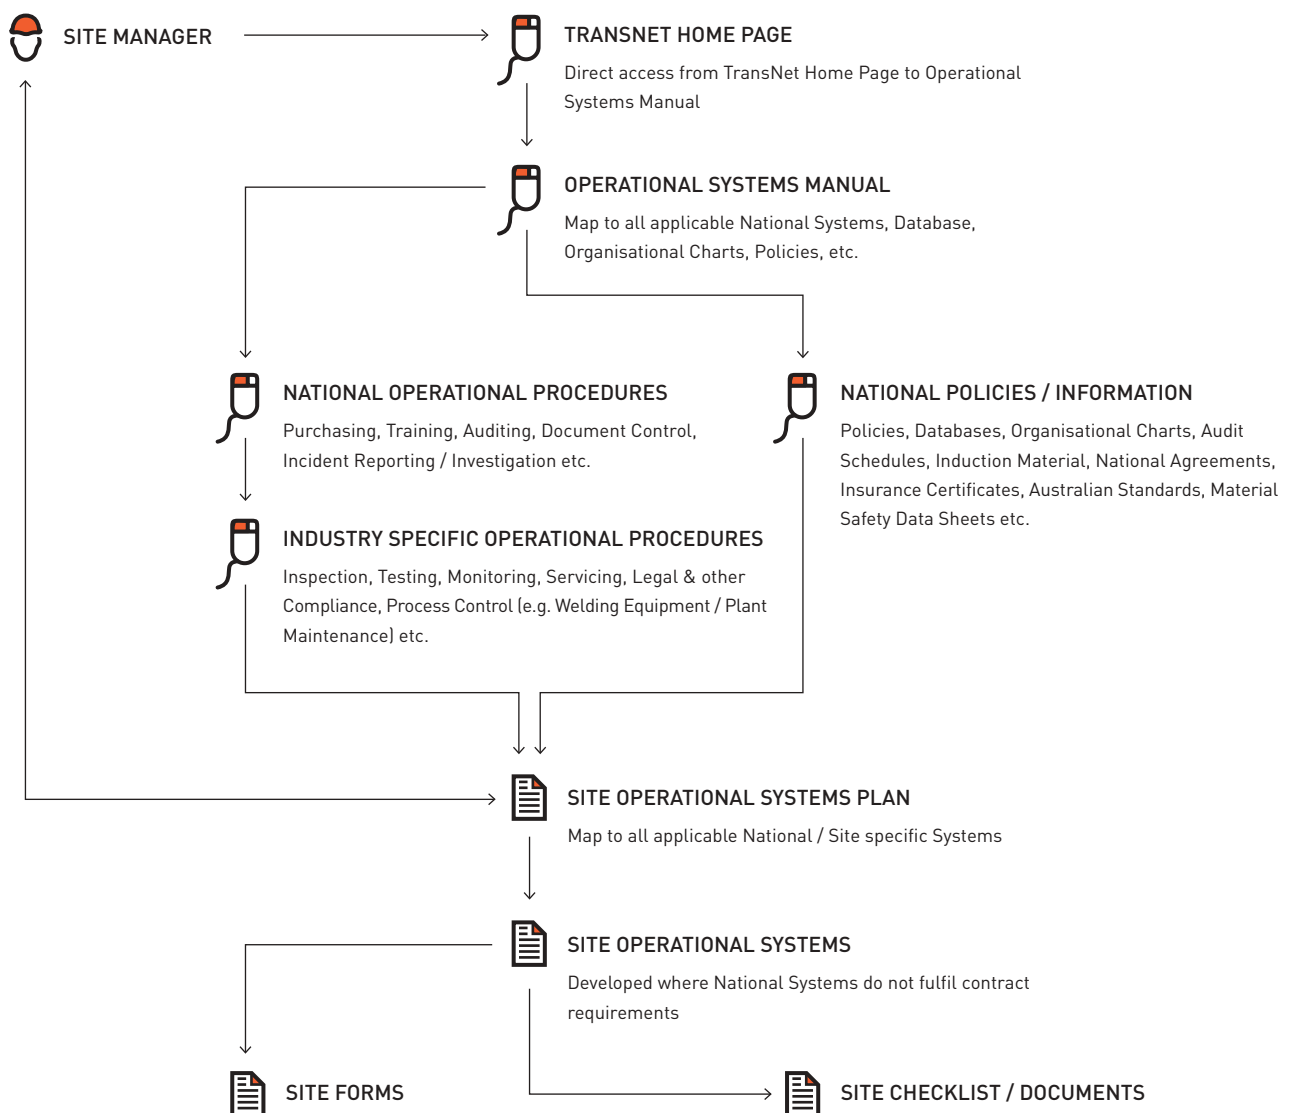 SITE MANAGER
TRANSNET HOME PAGE
Direct access from TransNet Home Page to Operational
Systems Manual
OPERATIONAL SYSTEMS MANUAL
Map to all applicable National Systems, Database,
Organisational Charts, Policies, etc.
NATIONAL OPERATIONAL PROCEDURES
Purchasing, Training, Auditing, Document Control,
Incident Reporting / Investigation etc.
NATIONAL POLICIES / INFORMATION
Policies, Databases, Organisational Charts, Audit
Schedules, Induction Material, National Agreements,
Insurance Certificates, Australian Standards, Material
Safety Data Sheets etc.
INDUSTRY SPECIFIC OPERATIONAL PROCEDURES
Inspection, Testing, Monitoring, Servicing, Legal & other
Compliance, Process Control (e.g. Welding Equipment / Plant
Maintenance) etc.
SITE OPERATIONAL SYSTEMS PLAN
Map to all applicable National / Site specific Systems
SITE OPERATIONAL SYSTEMS
Developed where National Systems do not fulfil contract
requirements
SITE FORMS
SITE CHECKLIST / DOCUMENTS